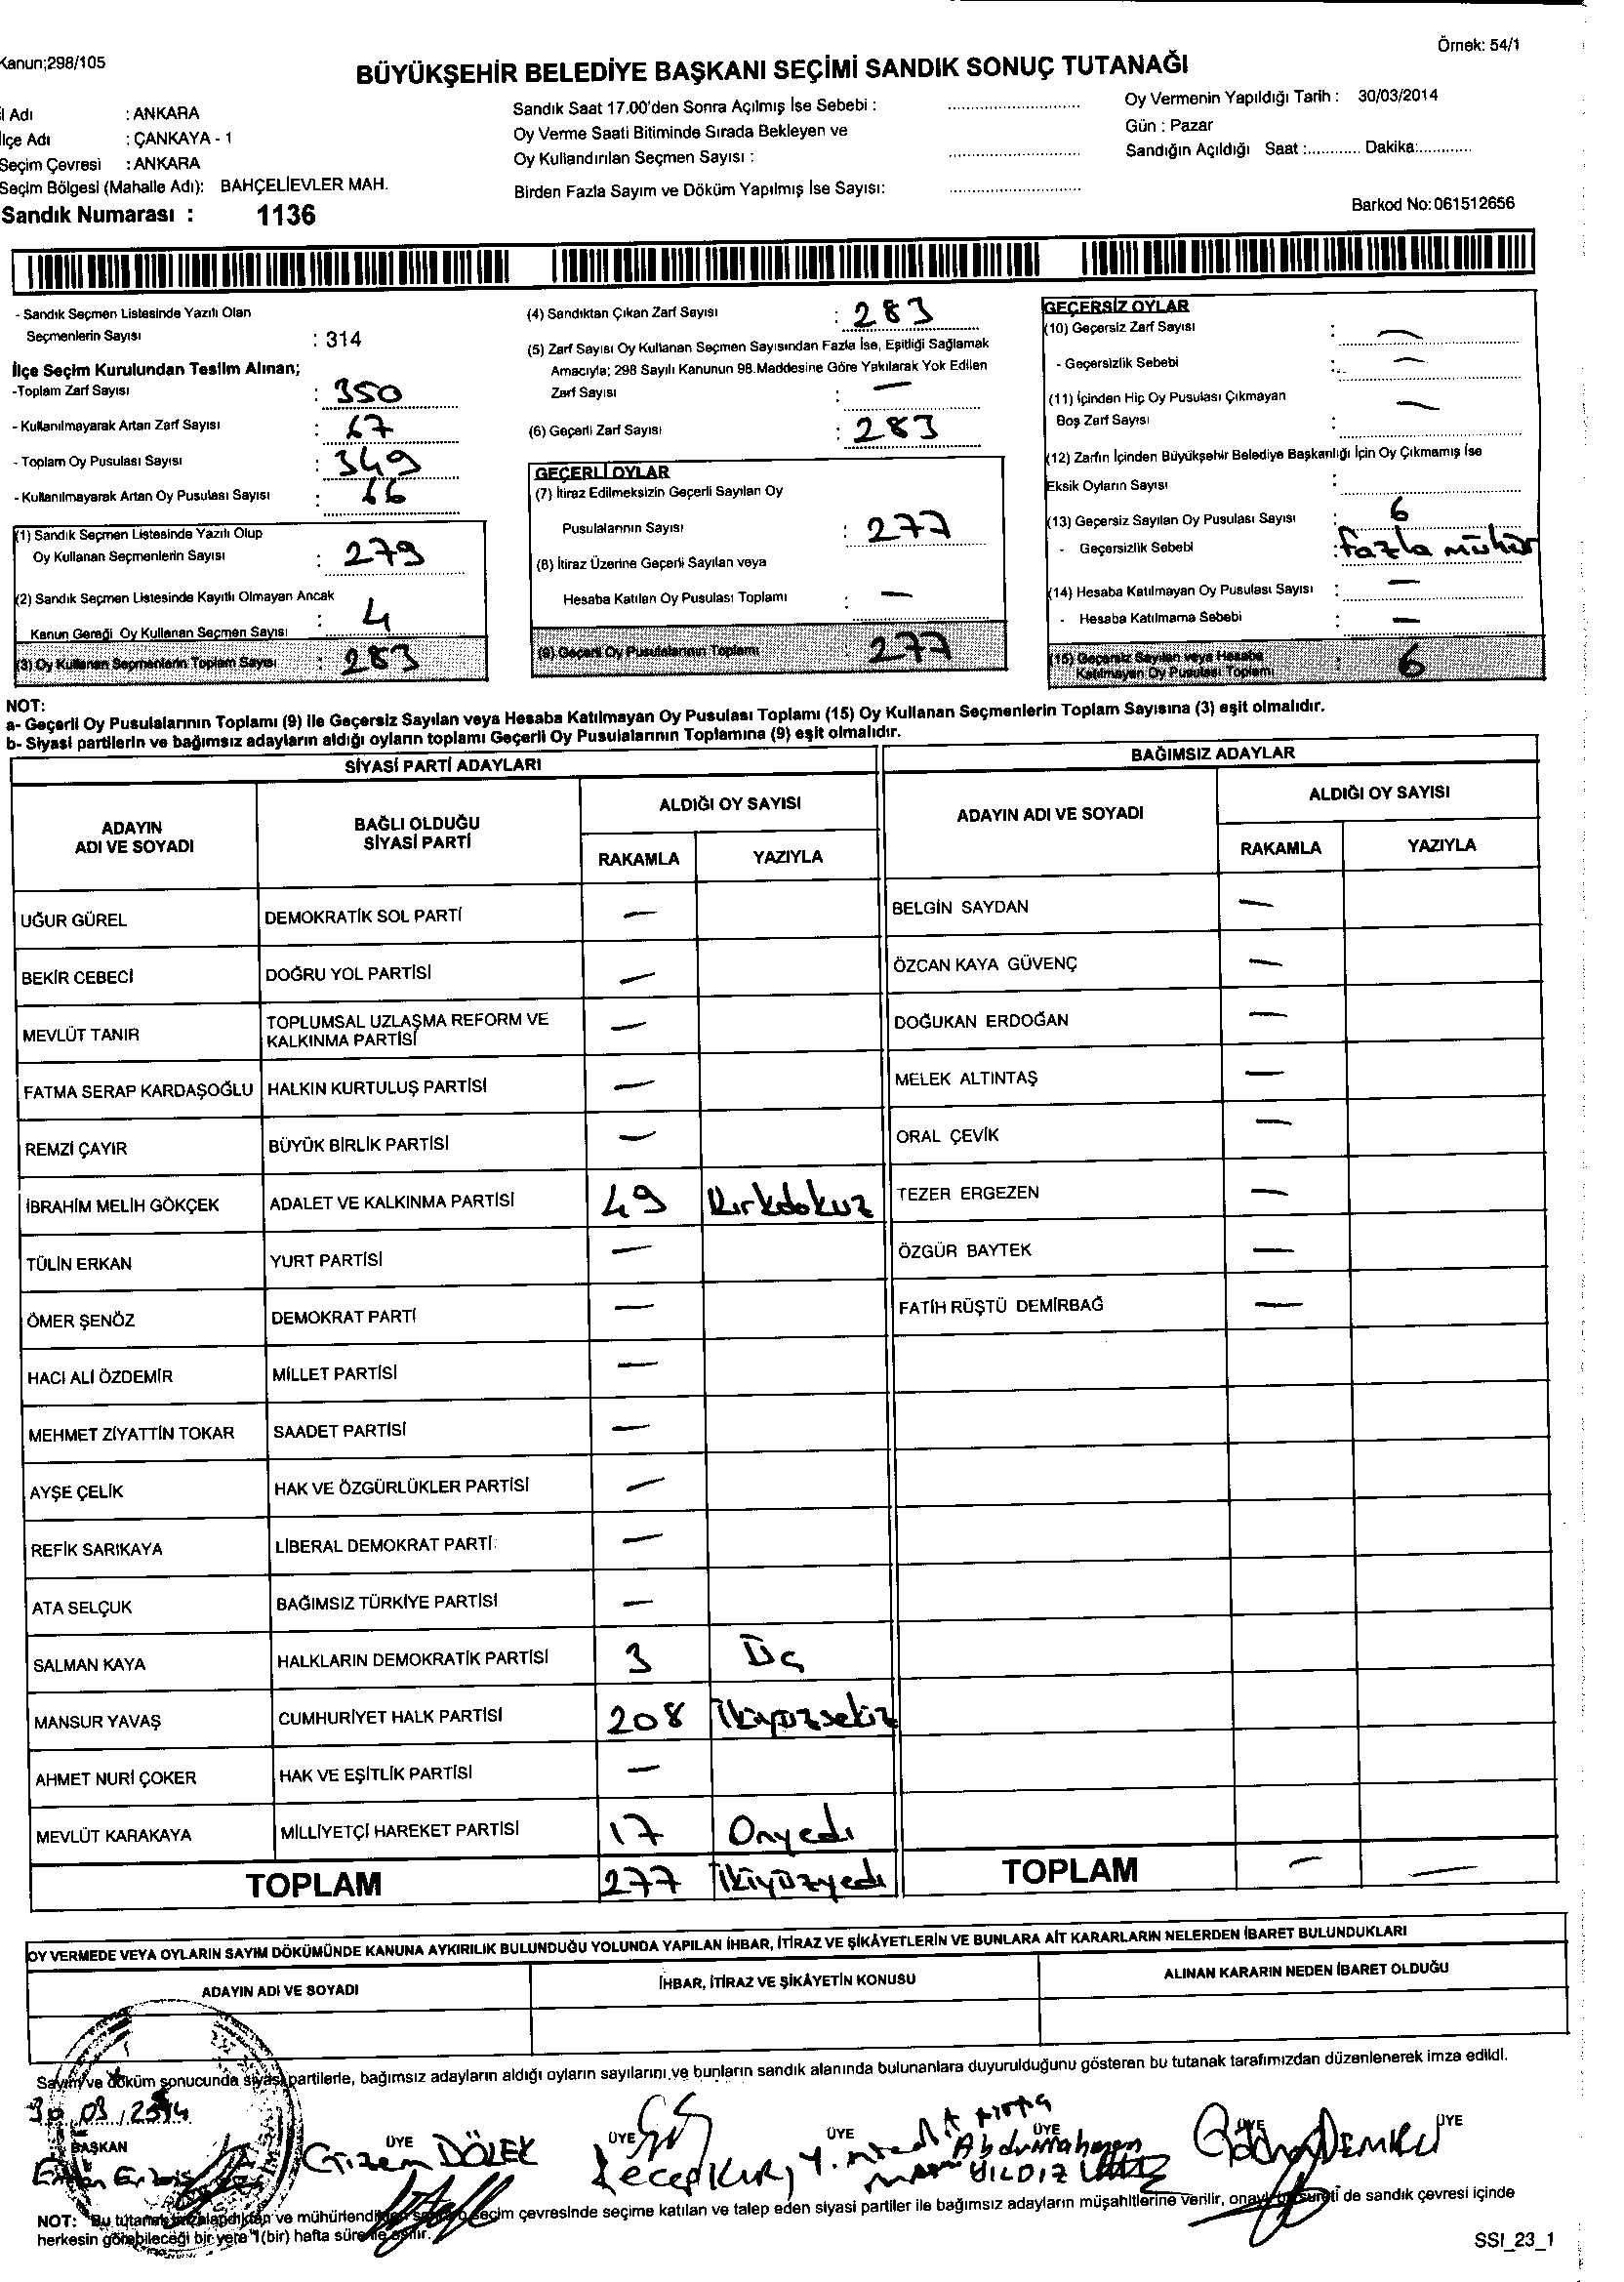 Kanun;298/105
Örnek: 54/1
BÜYÜKŞEHİR BELEDİYE BAŞKANI SEÇİMİ SANDIK SONUÇ TUTANAĞI
İl Adı : ANKARA
İlçe Adı : ÇANKAYA - 1
Seçim Çevresi : ANKARA
Seçim Bölgesi (Mahalle Adı): BAHÇELİEVLER MAH.
Sandık Numarası : 1136
Sandık Saat 17.00'den Sonra Açılmış İse Sebebi :
Oy Verme Saati Bitiminde Sırada Bekleyen ve
Oy Kullandırılan Seçmen Sayısı :
Birden Fazla Sayım ve Döküm Yapılmış İse Sayısı:
Oy Vermenin Yapıldığı Tarih : 30/03/2014
Gün : Pazar
Sandığın Açıldığı Saat :........... Dakika:...........
Barkod No: 061512656
- Sandık Seçmen Listesinde Yazılı Olan
Seçmenlerin Sayısı : 314
İlçe Seçim Kurulundan Teslim Alınan;
-Toplam Zarf Sayısı : 350
- Kullanılmayarak Artan Zarf Sayısı : 67
- Toplam Oy Pusulası Sayısı : 349
- Kullanılmayarak Artan Oy Pusulası Sayısı : 66
(1) Sandık Seçmen Listesinde Yazılı Olup
Oy Kullanan Seçmenlerin Sayısı : 279
(2) Sandık Seçmen Listesinde Kayıtlı Olmayan Ancak
Kanun Gereği Oy Kullanan Seçmen Sayısı : 4
(3) Oy Kullanan Seçmenlerin Toplam Sayısı : 283
(4) Sandıktan Çıkan Zarf Sayısı : 283
(5) Zarf Sayısı Oy Kullanan Seçmen Sayısından Fazla İse, Eşitliği Sağlamak
Amacıyla; 298 Sayılı Kanunun 98.Maddesine Göre Yakılarak Yok Edilen
Zarf Sayısı : —
(6) Geçerli Zarf Sayısı : 283
GEÇERLİ OYLAR
(7) İtiraz Edilmeksizin Geçerli Sayılan Oy
Pusulalarının Sayısı : 277
(8) İtiraz Üzerine Geçerli Sayılan veya
Hesaba Katılan Oy Pusulası Toplamı : —
(9) Geçerli Oy Pusulalarının Toplamı 277
GEÇERSİZ OYLAR
(10) Geçersiz Zarf Sayısı : —
- Geçersizlik Sebebi : —
(11) İçinden Hiç Oy Pusulası Çıkmayan
Boş Zarf Sayısı : —
(12) Zarfın İçinden Büyükşehir Belediye Başkanlığı İçin Oy Çıkmamış İse
Eksik Oyların Sayısı :
(13) Geçersiz Sayılan Oy Pusulası Sayısı : 6
- Geçersizlik Sebebi : fazla mühür
(14) Hesaba Katılmayan Oy Pusulası Sayısı : —
- Hesaba Katılmama Sebebi : —
(15) Geçersiz Sayılan veya Hesaba
Katılmayan Oy Pusulası Toplamı : 6
NOT:
a- Geçerli Oy Pusulalarının Toplamı (9) ile Geçersiz Sayılan veya Hesaba Katılmayan Oy Pusulası Toplamı (15) Oy Kullanan Seçmenlerin Toplam Sayısına (3) eşit olmalıdır.
b- Siyasi partilerin ve bağımsız adayların aldığı oyların toplamı Geçerli Oy Pusulalarının Toplamına (9) eşit olmalıdır.
SİYASİ PARTİ ADAYLARI
ADAYIN ADI VE SOYADI BAĞLI OLDUĞU SİYASİ PARTİ ALDIĞI OY SAYISI
RAKAMLA YAZIYLA
UĞUR GÜREL DEMOKRATİK SOL PARTİ —
BEKİR CEBECİ DOĞRU YOL PARTİSİ —
MEVLÜT TANIR TOPLUMSAL UZLAŞMA REFORM VE KALKINMA PARTİSİ —
FATMA SERAP KARDAŞOĞLU HALKIN KURTULUŞ PARTİSİ —
REMZİ ÇAYIR BÜYÜK BİRLİK PARTİSİ —
İBRAHİM MELİH GÖKÇEK ADALET VE KALKINMA PARTİSİ 49 Kırkdokuz
TÜLİN ERKAN YURT PARTİSİ —
ÖMER ŞENÖZ DEMOKRAT PARTİ —
HACI ALİ ÖZDEMİR MİLLET PARTİSİ —
MEHMET ZİYATTİN TOKAR SAADET PARTİSİ —
AYŞE ÇELİK HAK VE ÖZGÜRLÜKLER PARTİSİ —
REFİK SARIKAYA LİBERAL DEMOKRAT PARTİ —
ATA SELÇUK BAĞIMSIZ TÜRKİYE PARTİSİ —
SALMAN KAYA HALKLARIN DEMOKRATİK PARTİSİ 3 Üç
MANSUR YAVAŞ CUMHURİYET HALK PARTİSİ 208 İkiyüzsekiz
AHMET NURİ ÇOKER HAK VE EŞİTLİK PARTİSİ —
MEVLÜT KARAKAYA MİLLİYETÇİ HAREKET PARTİSİ 17 Onyedi
TOPLAM 277 İkiyüzyedi
BAĞIMSIZ ADAYLAR
ADAYIN ADI VE SOYADI ALDIĞI OY SAYISI
RAKAMLA YAZIYLA
BELGİN SAYDAN —
ÖZCAN KAYA GÜVENÇ —
DOĞUKAN ERDOĞAN —
MELEK ALTINTAŞ —
ORAL ÇEVİK —
TEZER ERGEZEN —
ÖZGÜR BAYTEK —
FATİH RÜŞTÜ DEMİRBAĞ —
TOPLAM — —
OY VERMEDE VEYA OYLARIN SAYIM DÖKÜMÜNDE KANUNA AYKIRILIK BULUNDUĞU YOLUNDA YAPILAN İHBAR, İTİRAZ VE ŞİKÂYETLERİN VE BUNLARA AİT KARARLARIN NELERDEN İBARET BULUNDUKLARI
ADAYIN ADI VE SOYADI İHBAR, İTİRAZ VE ŞİKÂYETİN KONUSU ALINAN KARARIN NEDEN İBARET OLDUĞU
Sayım ve döküm sonucunda siyasi partilerle, bağımsız adayların aldığı oyların sayılarını ve bunların sandık alanında bulunanlara duyurulduğunu gösteren bu tutanak tarafımızdan düzenlenerek imza edildi.
30/03/2014
BAŞKAN ÜYE ÜYE ÜYE ÜYE ÜYE ÜYE
Gizem DÖLEK Recep KURT Abdurrahman YILDIZ
NOT: Bu tutanak imzalandıktan ve mühürlendikten sonra o seçim çevresinde seçime katılan ve talep eden siyasi partiler ile bağımsız adayların müşahitlerine verilir, onaylı bir sureti de sandık çevresi içinde
herkesin görebileceği bir yere 1(bir) hafta süre ile asılır.
SSI_23_1